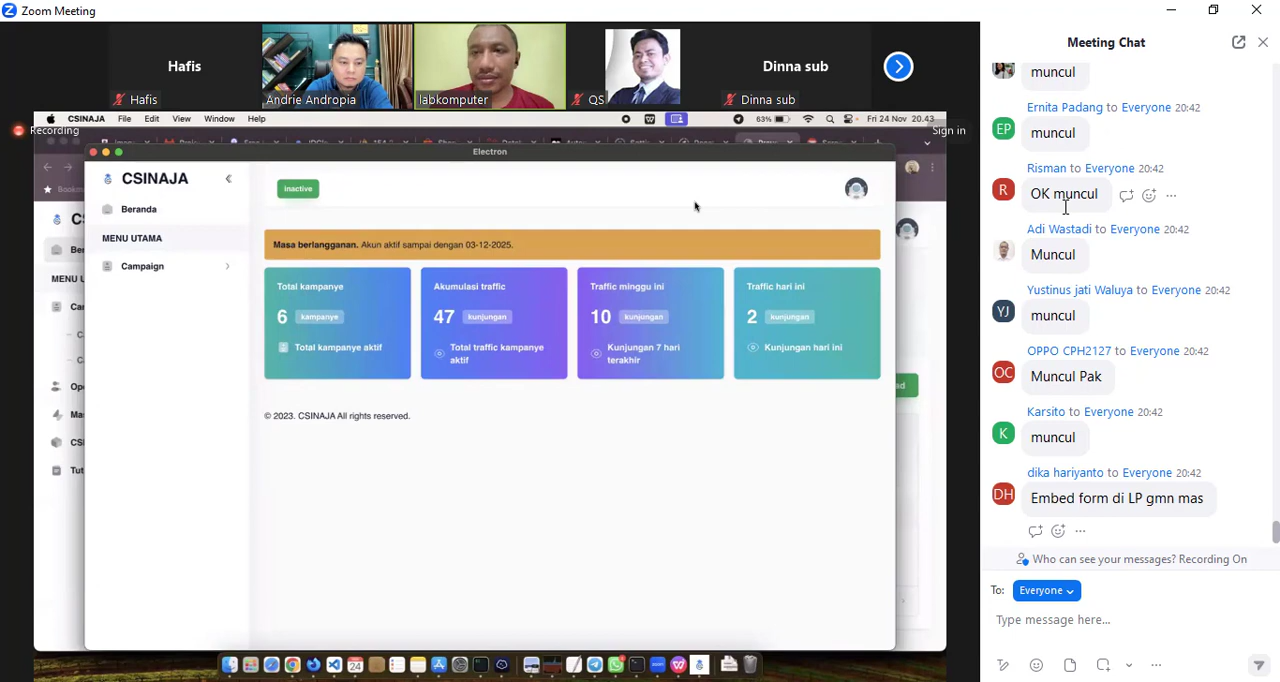 Zoom Meeting
Hafis
Hafis
Andrie Andropia
labkomputer
QS
Dinna sub
Dinna sub
CSINAJA File Edit View Window Help
63% Fri 24 Nov 20.43
Recording
Sign in
Electron
CSINAJA
Beranda
MENU UTAMA
Campaign
Inactive
Masa berlangganan. Akun aktif sampai dengan 03-12-2025.
Total kampanye
6 kampanye
Total kampanye aktif
Akumulasi traffic
47 kunjungan
Total traffic kampanye
aktif
Traffic minggu ini
10 kunjungan
Kunjungan 7 hari
terakhir
Traffic hari ini
2 kunjungan
Kunjungan hari ini
© 2023. CSINAJA All rights reserved.
Meeting Chat
muncul
Ernita Padang to Everyone 20:42
EP
muncul
Risman to Everyone 20:42
R
OK muncul
Adi Wastadi to Everyone 20:42
Muncul
Yustinus jati Waluya to Everyone 20:42
YJ
muncul
OPPO CPH2127 to Everyone 20:42
OC
Muncul Pak
Karsito to Everyone 20:42
K
muncul
dika hariyanto to Everyone 20:42
DH
Embed form di LP gmn mas
Who can see your messages? Recording On
To: Everyone
Type message here...